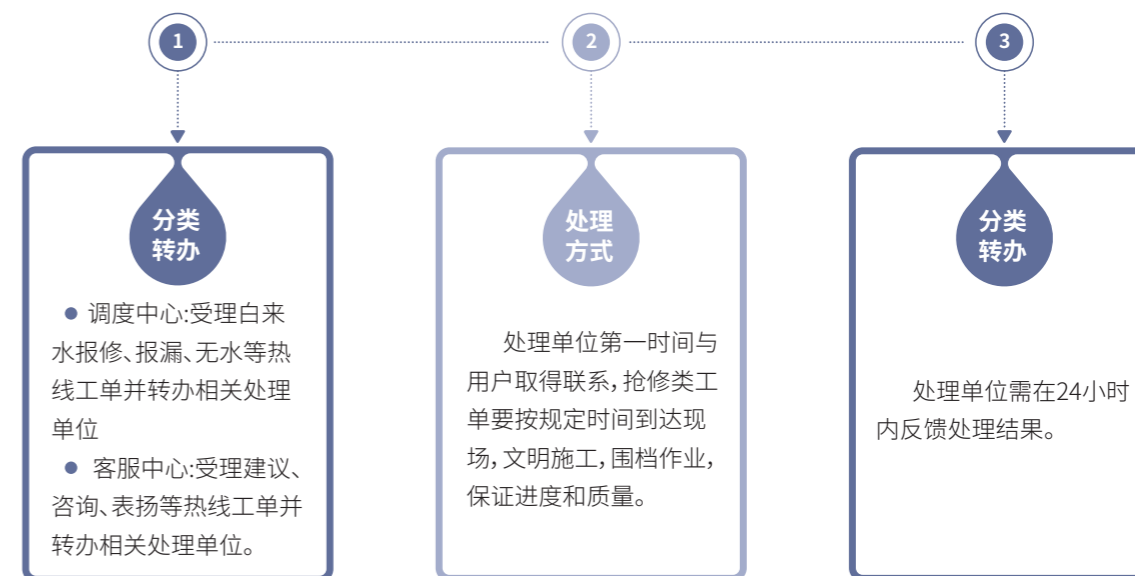 1
分类
转办
● 调度中心:受理白来
水报修、报漏、无水等热
线工单并转办相关处理
单位
● 客服中心:受理建议、
咨询、表扬等热线工单并
转办相关处理单位。
2
处理
方式
处理单位第一时间与
用户取得联系,抢修类工
单要按规定时间到达现
场,文明施工,围档作业,
保证进度和质量。
3
分类
转办
处理单位需在24小时
内反馈处理结果。